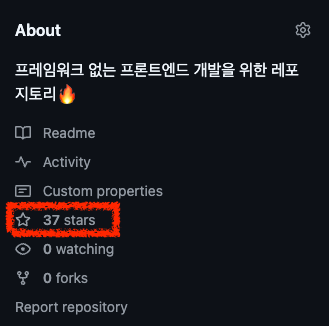 About
프레임워크 없는 프론트엔드 개발을 위한 레포
지토리🔥
Readme
Activity
Custom properties
37 stars
0 watching
0 forks
Report repository